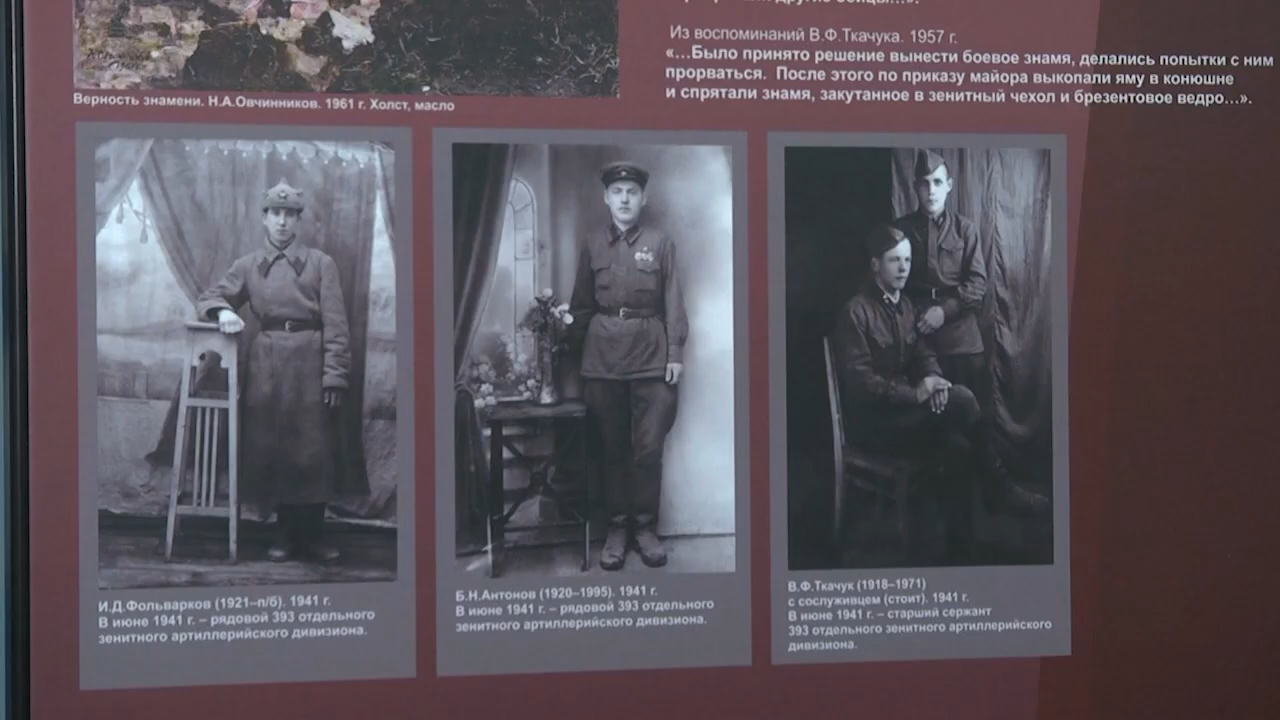 другие бойцы…».
Из воспоминаний В.Ф.Ткачука. 1957 г.
«…Было принято решение вынести боевое знамя, делались попытки с ним
прорваться. После этого по приказу майора выкопали яму в конюшне
и спрятали знамя, закутанное в зенитный чехол и брезентовое ведро…».
Верность знамени. Н.А.Овчинников. 1961 г. Холст, масло
И.Д.Фольварков (1921–п/б). 1941 г.
В июне 1941 г. – рядовой 393 отдельного
зенитного артиллерийского дивизиона.
Б.Н.Антонов (1920–1995). 1941 г.
В июне 1941 г. – рядовой 393 отдельного
зенитного артиллерийского дивизиона.
В.Ф.Ткачук (1918–1971)
с сослуживцем (стоит). 1941 г.
В июне 1941 г. – старший сержант
393 отдельного зенитного артиллерийского
дивизиона.